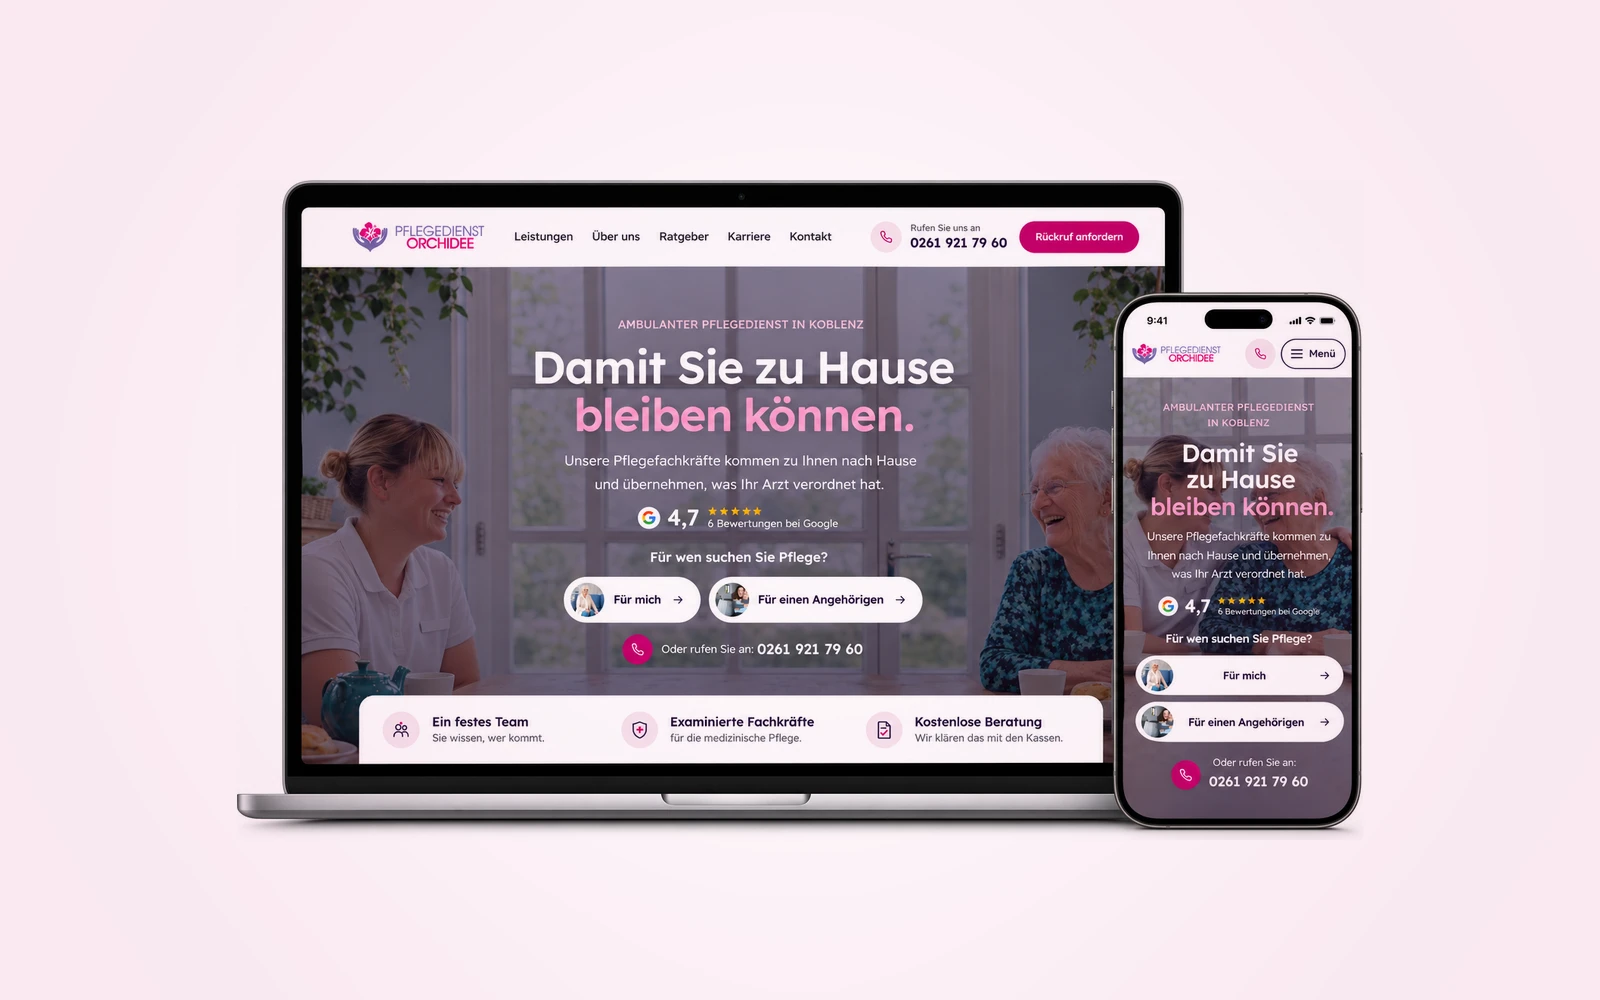 PFLEGEDIENST
ORCHIDEE
Leistungen Über uns Ratgeber Karriere Kontakt
Rufen Sie uns an
0261 921 79 60
Rückruf anfordern
AMBULANTER PFLEGEDIENST IN KOBLENZ
Damit Sie zu Hause
bleiben können.
Unsere Pflegefachkräfte kommen zu Ihnen nach Hause
und übernehmen, was Ihr Arzt verordnet hat.
4,7
6 Bewertungen bei Google
Für wen suchen Sie Pflege?
Für mich
Für einen Angehörigen
Oder rufen Sie an: 0261 921 79 60
Ein festes Team
Sie wissen, wer kommt.
Examinierte Fachkräfte
für die medizinische Pflege.
Kostenlose Beratung
Wir klären das mit den Kassen.
9:41
PFLEGEDIENST
ORCHIDEE
Menü
AMBULANTER PFLEGEDIENST
IN KOBLENZ
Damit Sie
zu Hause
bleiben können.
Unsere Pflegefachkräfte kommen zu
Ihnen nach Hause und übernehmen,
was Ihr Arzt verordnet hat.
4,7
6 Bewertungen bei Google
Für wen suchen Sie Pflege?
Für mich
Für einen Angehörigen
Oder rufen Sie an:
0261 921 79 60